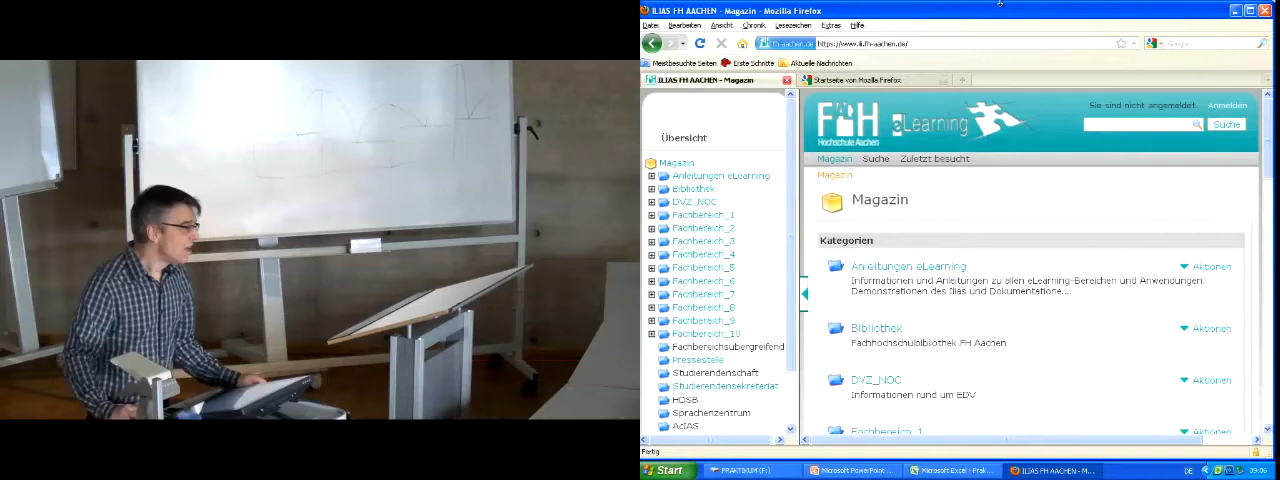 ILIAS FH AACHEN - Magazin - Mozilla Firefox
Datei Bearbeiten Ansicht Chronik Lesezeichen Extras Hilfe
fh-aachen.de https://www.ili.fh-aachen.de/
Google
Meistbesuchte Seiten Erste Schritte Aktuelle Nachrichten
ILIAS FH AACHEN - Magazin
Startseite von Mozilla Firefox
Übersicht
Magazin
Anleitungen eLearning
Bibliothek
DVZ_NOC
Fachbereich_1
Fachbereich_2
Fachbereich_3
Fachbereich_4
Fachbereich_5
Fachbereich_6
Fachbereich_7
Fachbereich_8
Fachbereich_9
Fachbereich_10
Fachbereichsübergreifend
Pressestelle
Studierendenschaft
Studierendensekretariat
HDSB
Sprachenzentrum
AcIAS
FH
Hochschule Aachen
eLearning
Sie sind nicht angemeldet. Anmelden
Suche
Magazin Suche Zuletzt besucht
Magazin
Magazin
Kategorien
Anleitungen eLearning
Aktionen
Informationen und Anleitungen zu allen eLearning-Bereichen und Anwendungen.
Demonstrationen des Ilias und Dokumentatione....
Bibliothek
Aktionen
Fachhochschulbibliothek FH Aachen
DVZ_NOC
Aktionen
Informationen rund um EDV
Fachbereich_1
Aktionen
Fertig
Start
PRAKTIKUM (F:)
Microsoft PowerPoint ...
Microsoft Excel - Prak...
ILIAS FH AACHEN - M...
DE
09:06